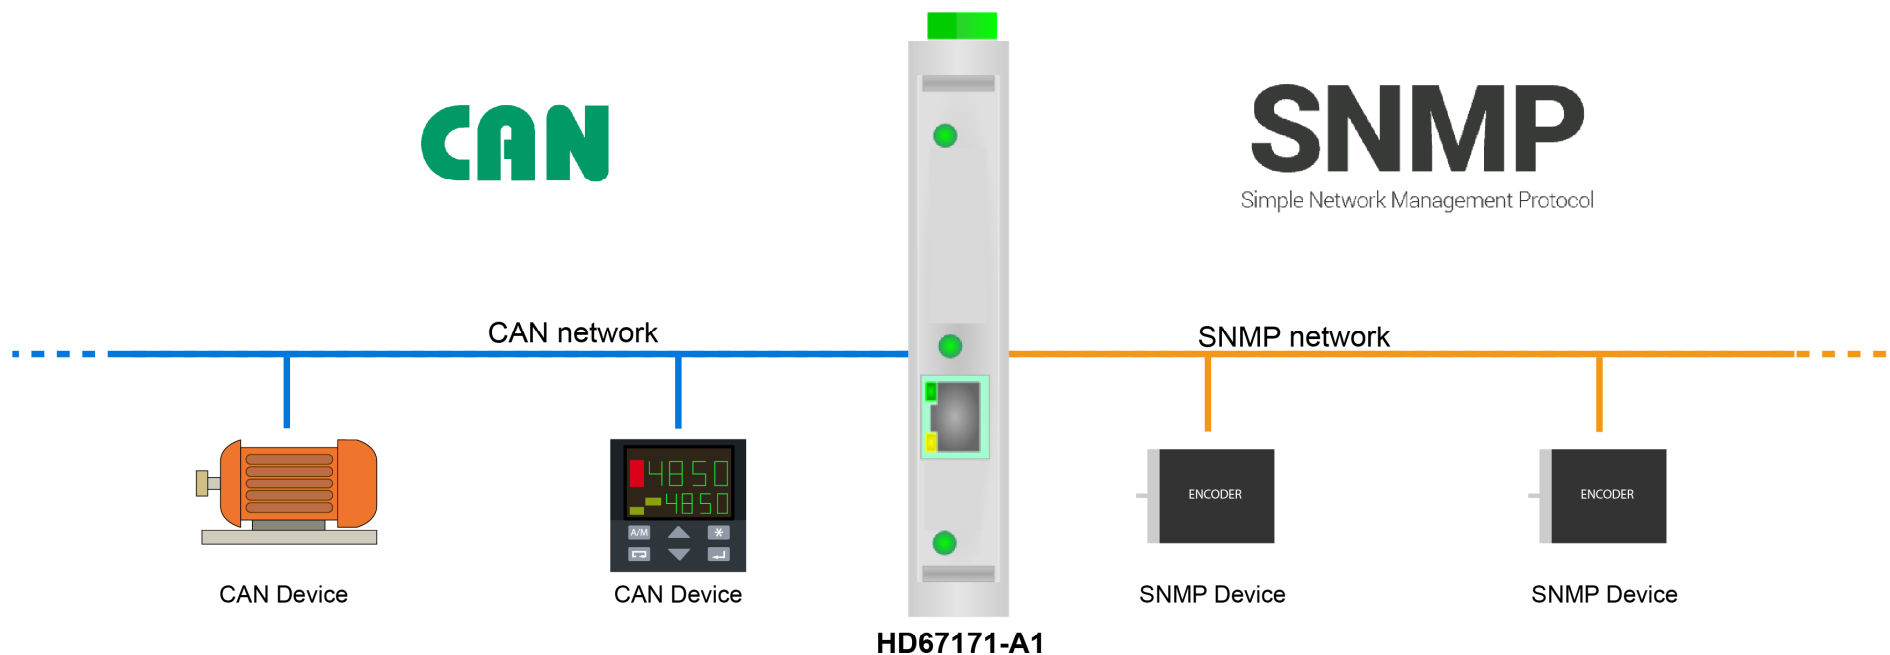 CAN
SNMP
Simple Network Management Protocol
CAN network
SNMP network
4850
4850
A/M
ENCODER
ENCODER
CAN Device
CAN Device
SNMP Device
SNMP Device
HD67171-A1